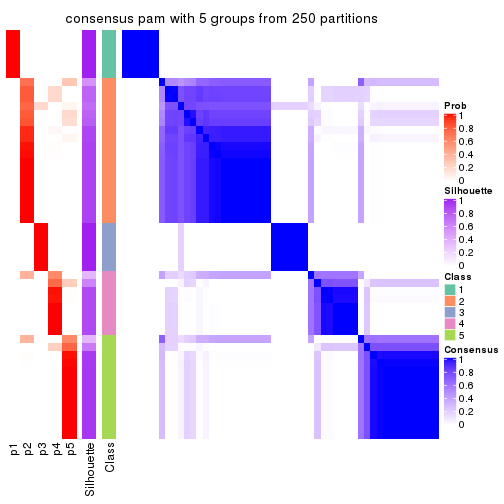 consensus pam with 5 groups from 250 partitions
p1
p2
p3
p4
p5
Silhouette
Class
Prob
1
0.8
0.6
0.4
0.2
0
Silhouette
1
0.8
0.6
0.4
0.2
0
Class
1
2
3
4
5
Consensus
1
0.8
0.6
0.4
0.2
0